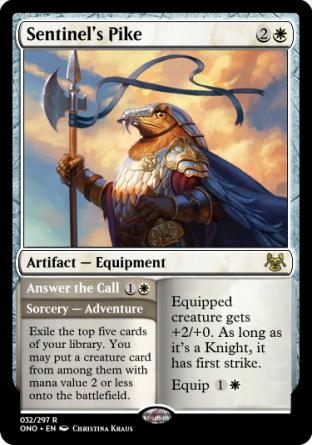 Sentinel's Pike 2
Artifact — Equipment
Answer the Call 1
Sorcery — Adventure
Exile the top five cards
of your library. You
may put a creature card
from among them with
mana value 2 or less
onto the battlefield.
Equipped
creature gets
+2/+0. As long as
it's a Knight, it
has first strike.
Equip 1
032/297 R
ONO • EN Christina Kraus